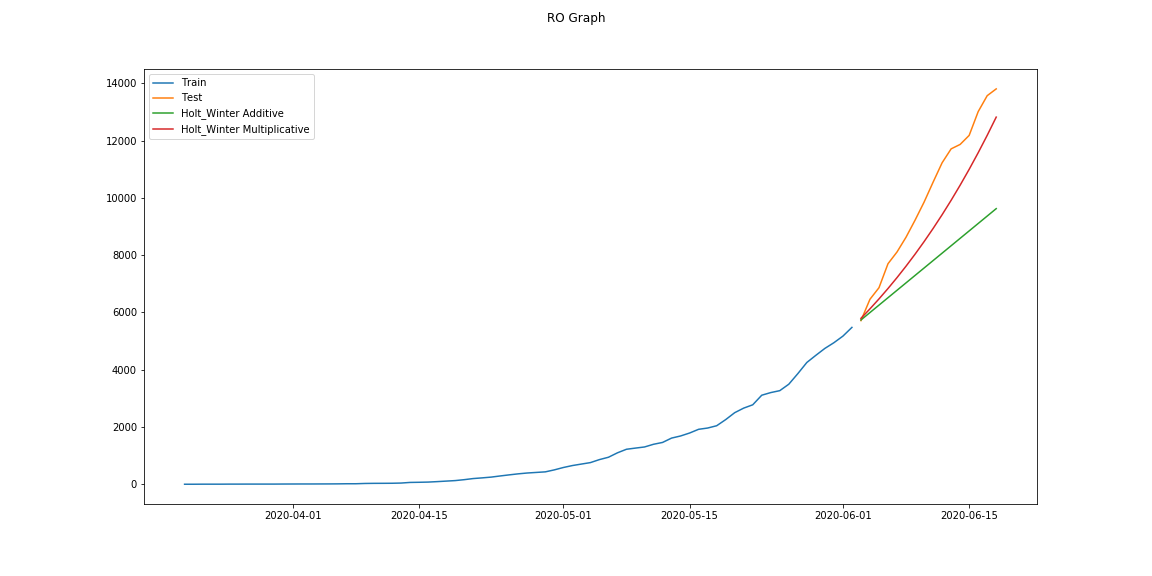 RO Graph
Train
Test
Holt_Winter Additive
Holt_Winter Multiplicative
14000
12000
10000
8000
6000
4000
2000
0
2020-04-01 2020-04-15 2020-05-01 2020-05-15 2020-06-01 2020-06-15